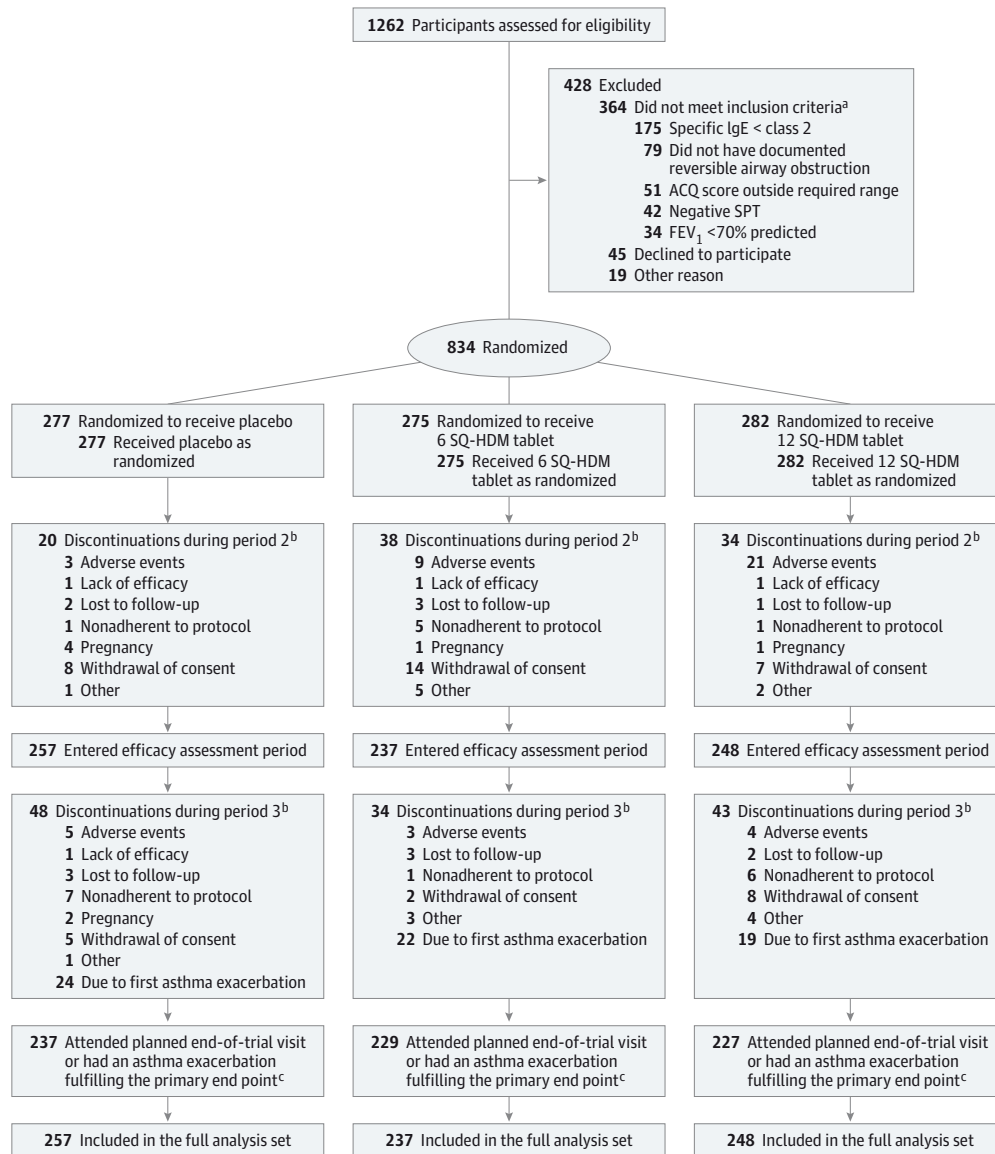 1262 Participants assessed for eligibility
428 Excluded
364 Did not meet inclusion criteriaa
175 Specific IgE < class 2
79 Did not have documented
reversible airway obstruction
51 ACQ score outside required range
42 Negative SPT
34 FEV1 <70% predicted
45 Declined to participate
19 Other reason
834 Randomized
277 Randomized to receive placebo
277 Received placebo as
randomized
275 Randomized to receive
6 SQ-HDM tablet
275 Received 6 SQ-HDM
tablet as randomized
282 Randomized to receive
12 SQ-HDM tablet
282 Received 12 SQ-HDM
tablet as randomized
20 Discontinuations during period 2b
3 Adverse events
1 Lack of efficacy
2 Lost to follow-up
1 Nonadherent to protocol
4 Pregnancy
8 Withdrawal of consent
1 Other
38 Discontinuations during period 2b
9 Adverse events
1 Lack of efficacy
3 Lost to follow-up
5 Nonadherent to protocol
1 Pregnancy
14 Withdrawal of consent
5 Other
34 Discontinuations during period 2b
21 Adverse events
1 Lack of efficacy
1 Lost to follow-up
1 Nonadherent to protocol
1 Pregnancy
7 Withdrawal of consent
2 Other
257 Entered efficacy assessment period
237 Entered efficacy assessment period
248 Entered efficacy assessment period
48 Discontinuations during period 3b
5 Adverse events
1 Lack of efficacy
3 Lost to follow-up
7 Nonadherent to protocol
2 Pregnancy
5 Withdrawal of consent
1 Other
24 Due to first asthma exacerbation
34 Discontinuations during period 3b
3 Adverse events
3 Lost to follow-up
1 Nonadherent to protocol
2 Withdrawal of consent
3 Other
22 Due to first asthma exacerbation
43 Discontinuations during period 3b
4 Adverse events
2 Lost to follow-up
6 Nonadherent to protocol
8 Withdrawal of consent
4 Other
19 Due to first asthma exacerbation
237 Attended planned end-of-trial visit
or had an asthma exacerbation
fulfilling the primary end pointc
229 Attended planned end-of-trial visit
or had an asthma exacerbation
fulfilling the primary end pointc
227 Attended planned end-of-trial visit
or had an asthma exacerbation
fulfilling the primary end pointc
257 Included in the full analysis set
237 Included in the full analysis set
248 Included in the full analysis set